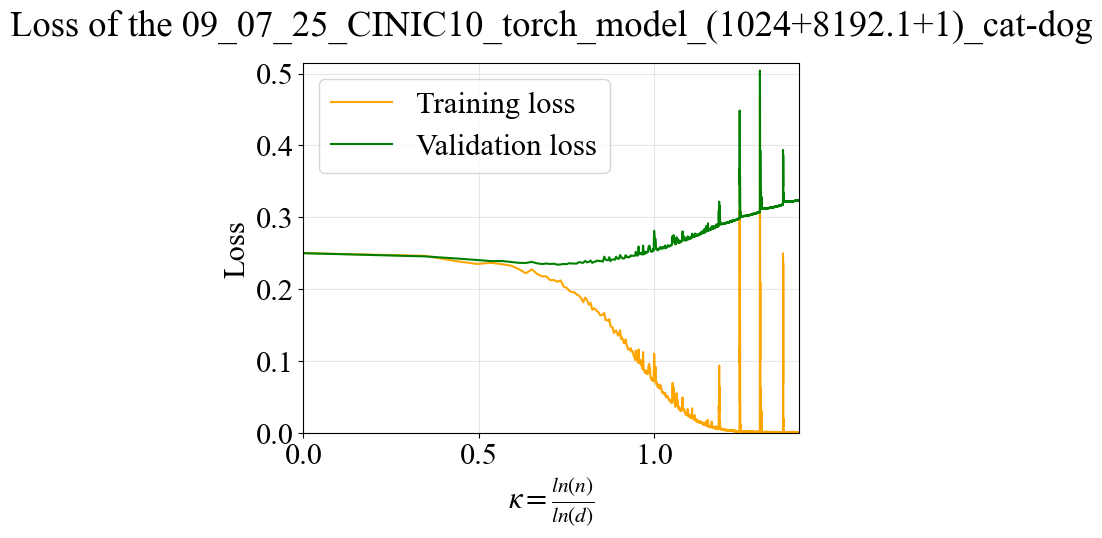 Loss of the 09_07_25_CINIC10_torch_model_(1024+8192.1+1)_cat-dog
Training loss
Validation loss
Loss
0.5
0.4
0.3
0.2
0.1
0.0
0.0 0.5 1.0
κ = ln(n)/ln(d)